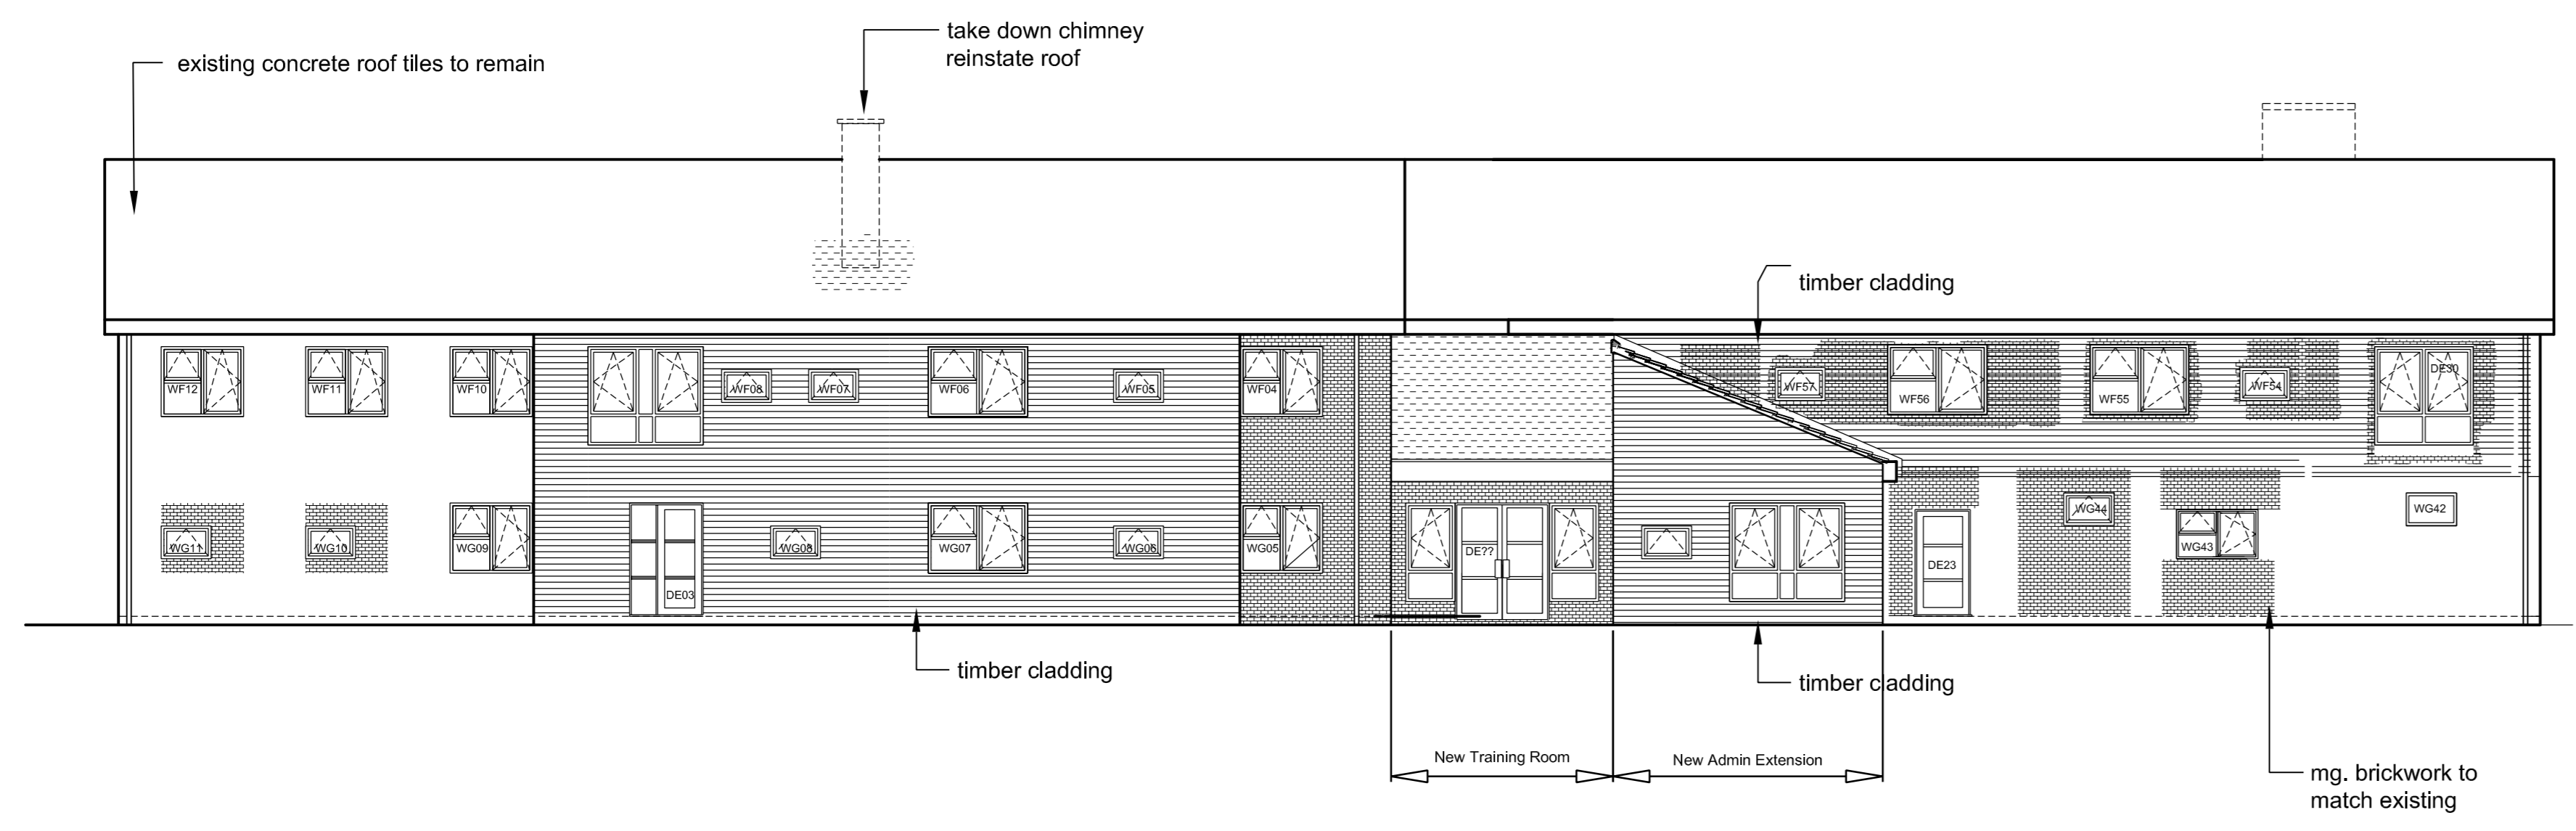 take down chimney
reinstate roof
existing concrete roof tiles to remain
timber cladding
WF12
WF11
WF10
WF08
WF07
WF06
WF05
WF04
WF57
WF56
WF55
WF54
DE30
WG11
WG10
WG09
DE03
WG08
WG07
WG06
WG05
DE??
DE23
WG44
WG43
WG42
timber cladding
timber cladding
New Training Room
New Admin Extension
mg. brickwork to
match existing